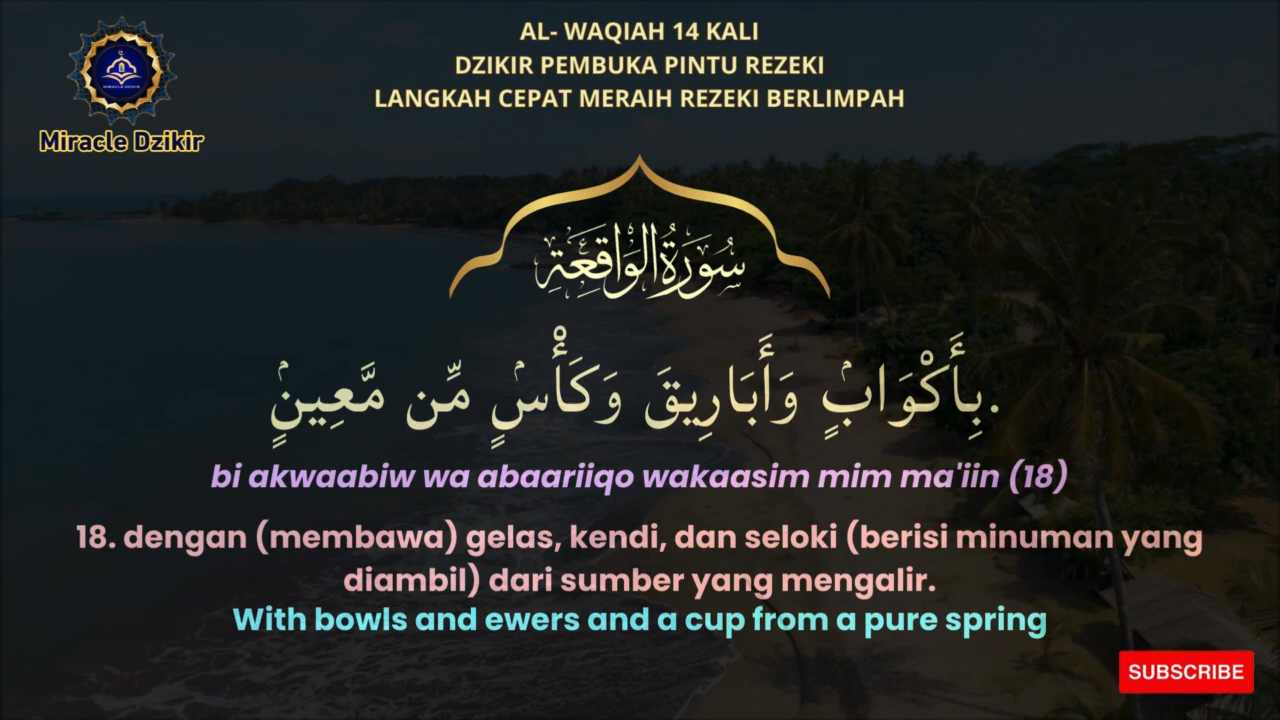 AL- WAQIAH 14 KALI
DZIKIR PEMBUKA PINTU REZEKI
LANGKAH CEPAT MERAIH REZEKI BERLIMPAH
Miracle Dzikir
سُورَةُ الْوَاقِعَةِ
بِأَكْوَابٍۢ وَأَبَارِيقَ وَكَأْسٍۢ مِّن مَّعِينٍۢ.
bi akwaabiw wa abaariiqo wakaasim mim ma'iin (18)
18. dengan (membawa) gelas, kendi, dan seloki (berisi minuman yang
diambil) dari sumber yang mengalir.
With bowls and ewers and a cup from a pure spring
SUBSCRIBE